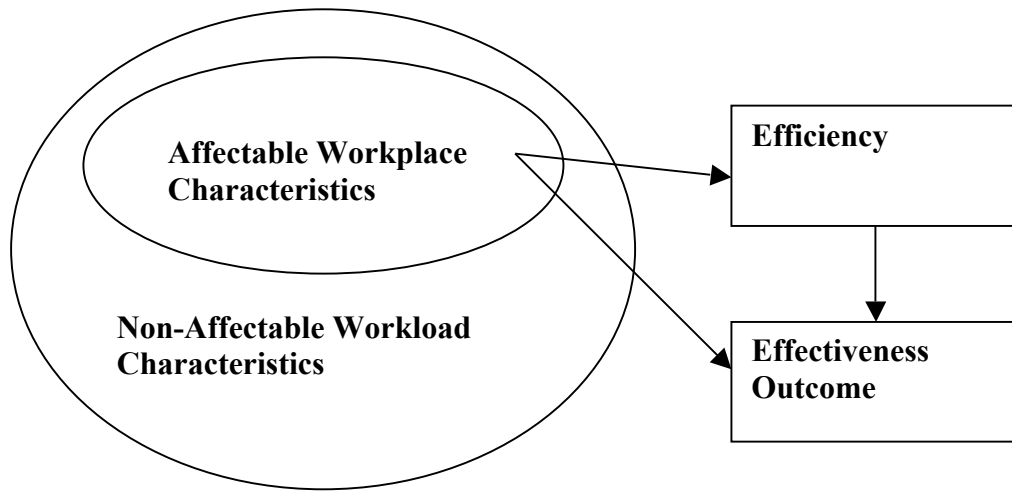 Affectable Workplace
Characteristics
Non-Affectable Workload
Characteristics
Efficiency
Effectiveness
Outcome